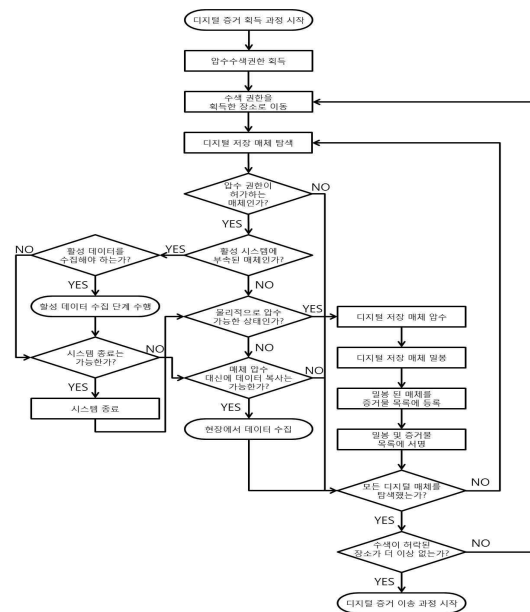 디지털 증거 획득 과정 시작
압수수색권한 획득
수색 권한을
획득한 장소로 이동
디지털 저장 매체 탐색
압수 권한이
허가하는
매체인가?
NO
YES
활성 데이터를
수집해야 하는가?
NO
YES
활성 시스템에
부속된 매체인가?
YES
NO
활성 데이터 수집 단계 수행
물리적으로 압수
가능한 상태인가?
YES
디지털 저장 매체 압수
NO
시스템 종료는
가능한가?
NO
매체 압수
대신에 데이터 복사는
가능한가?
NO
디지털 저장 매체 밀봉
YES
YES
밀봉 된 매체를
증거물 목록에 등록
시스템 종료
현장에서 데이터 수집
밀봉 및 증거물
목록에 서명
모든 디지털 매체를
탐색했는가?
NO
YES
수색이 허락된
장소가 더 이상 없는가?
NO
YES
디지털 증거 이송 과정 시작